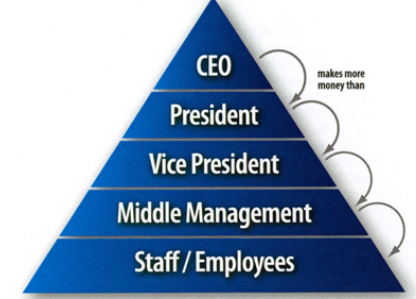 CEO
makes more
money than
President
Vice President
Middle Management
Staff / Employees